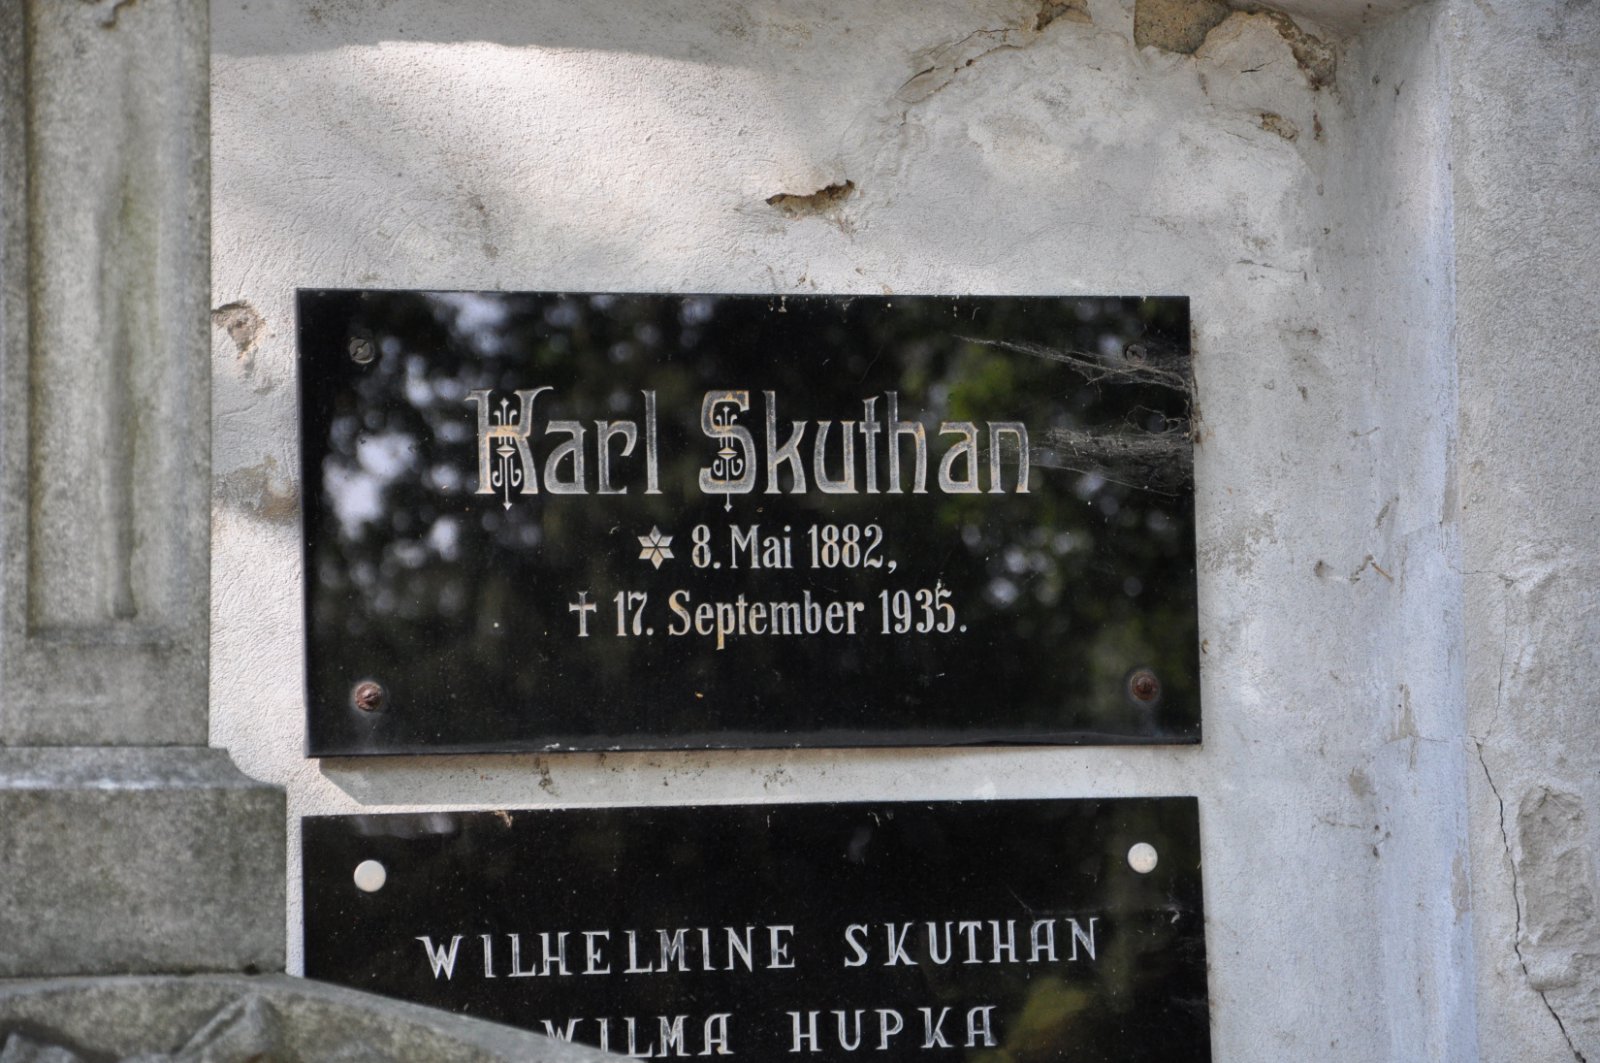 Karl Skuthan
* 8. Mai 1882,
† 17. September 1935.
WILHELMINE SKUTHAN
WILMA HUPKA